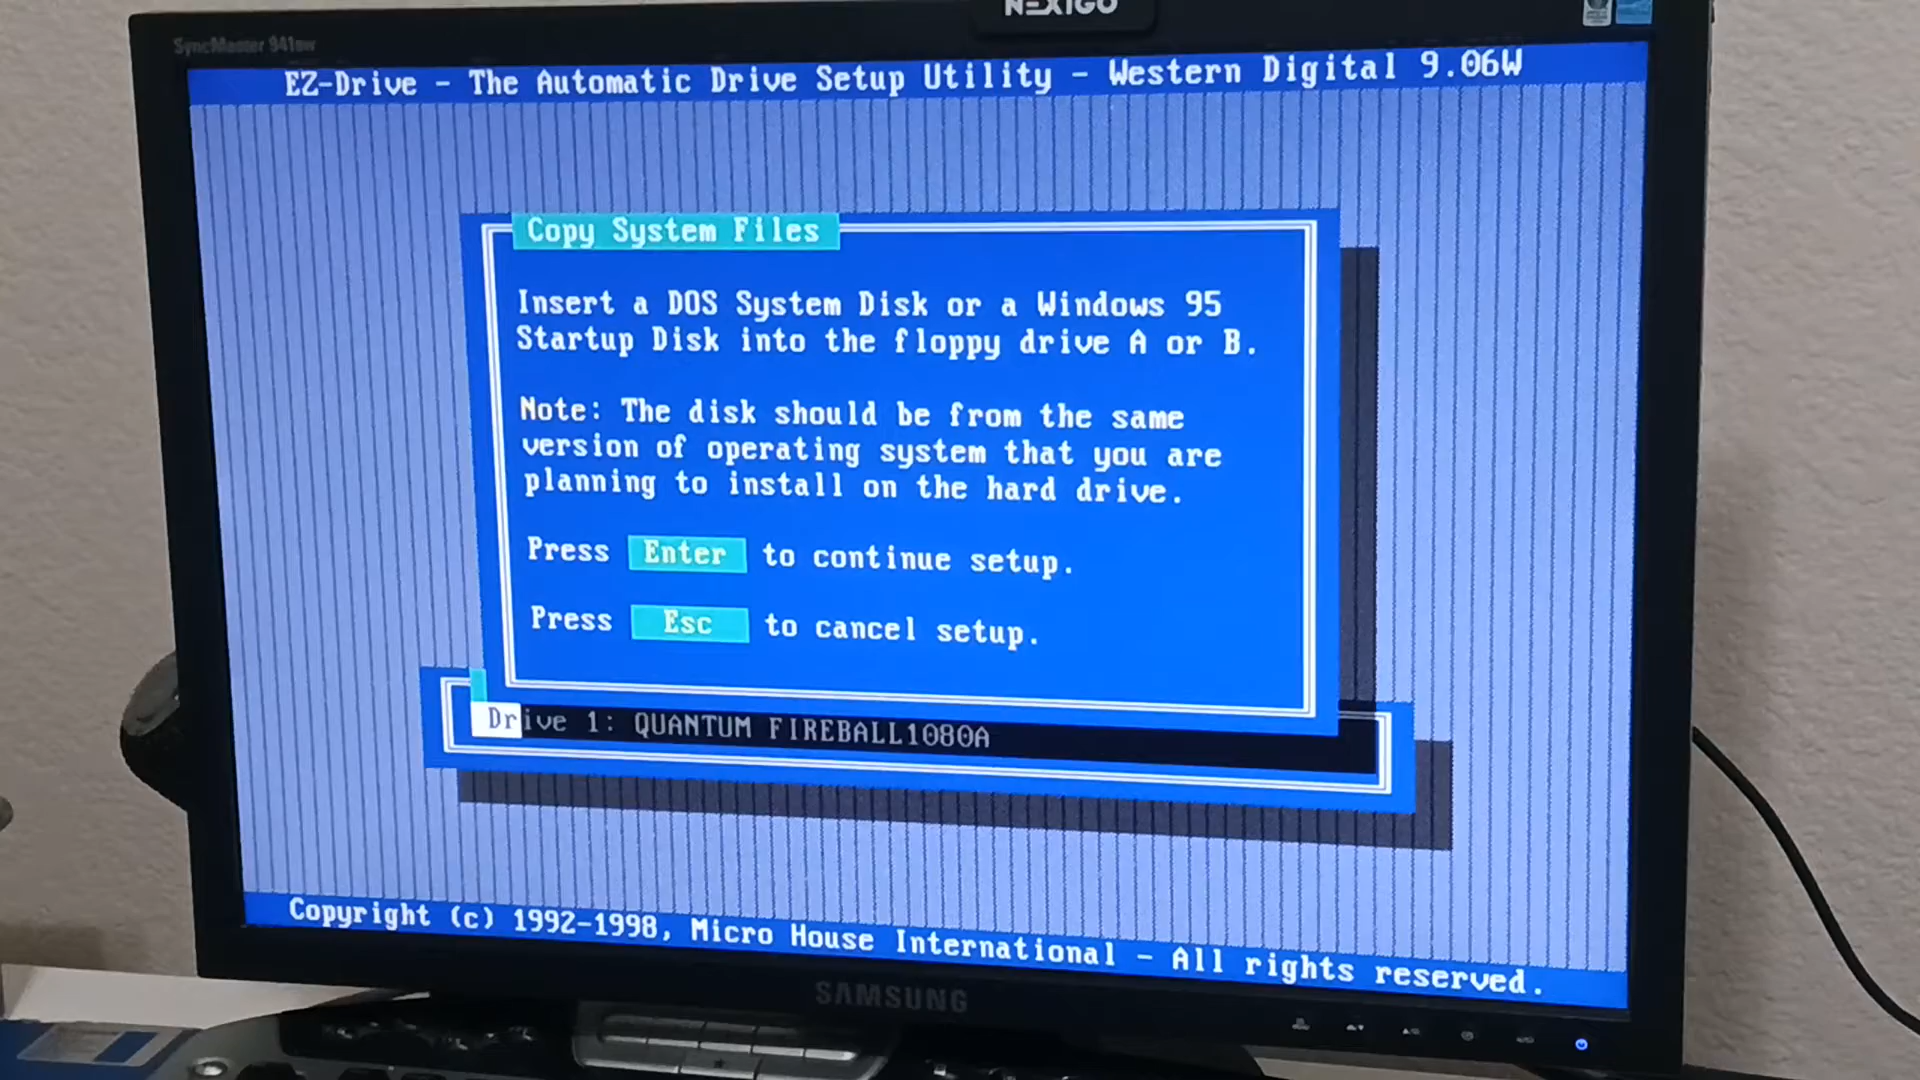 NEXIGO
SyncMaster 941BW
EZ-Drive - The Automatic Drive Setup Utility - Western Digital 9.06W
Copy System Files
Insert a DOS System Disk or a Windows 95
Startup Disk into the floppy drive A or B.
Note: The disk should be from the same
version of operating system that you are
planning to install on the hard drive.
Press Enter to continue setup.
Press Esc to cancel setup.
Drive 1: QUANTUM FIREBALL1080A
Copyright (c) 1992-1998, Micro House International - All rights reserved.
SAMSUNG